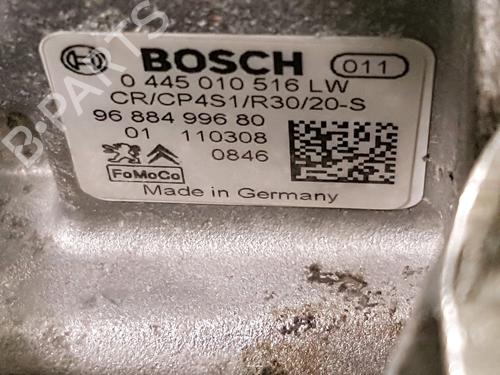 BOSCH 011
0 445 010 516 LW
CR/CP4S1/R30/20-S
96 884 996 80
01 110308
0846
FoMoCo
Made in Germany
B-PARTS